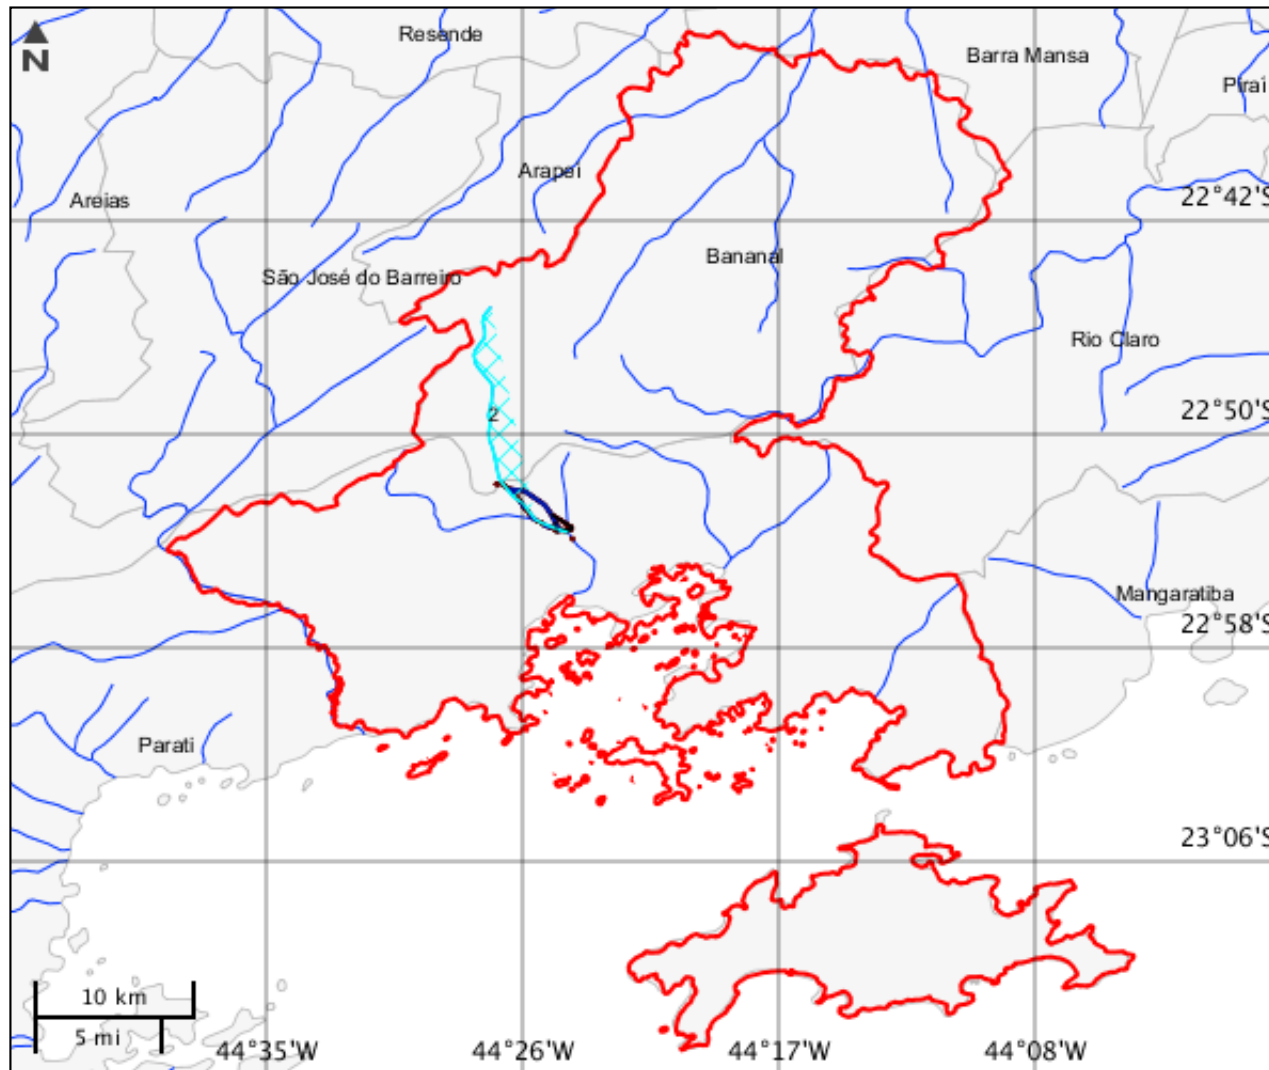 Resende
N
Barra Mansa
Piraí
Arapeí
Areias
22°42'S
Bananal
São José do Barreiro
Rio Claro
2
22°50'S
Mangaratiba
22°58'S
Parati
23°06'S
10 km
5 mi
44°35'W
44°26'W
44°17'W
44°08'W